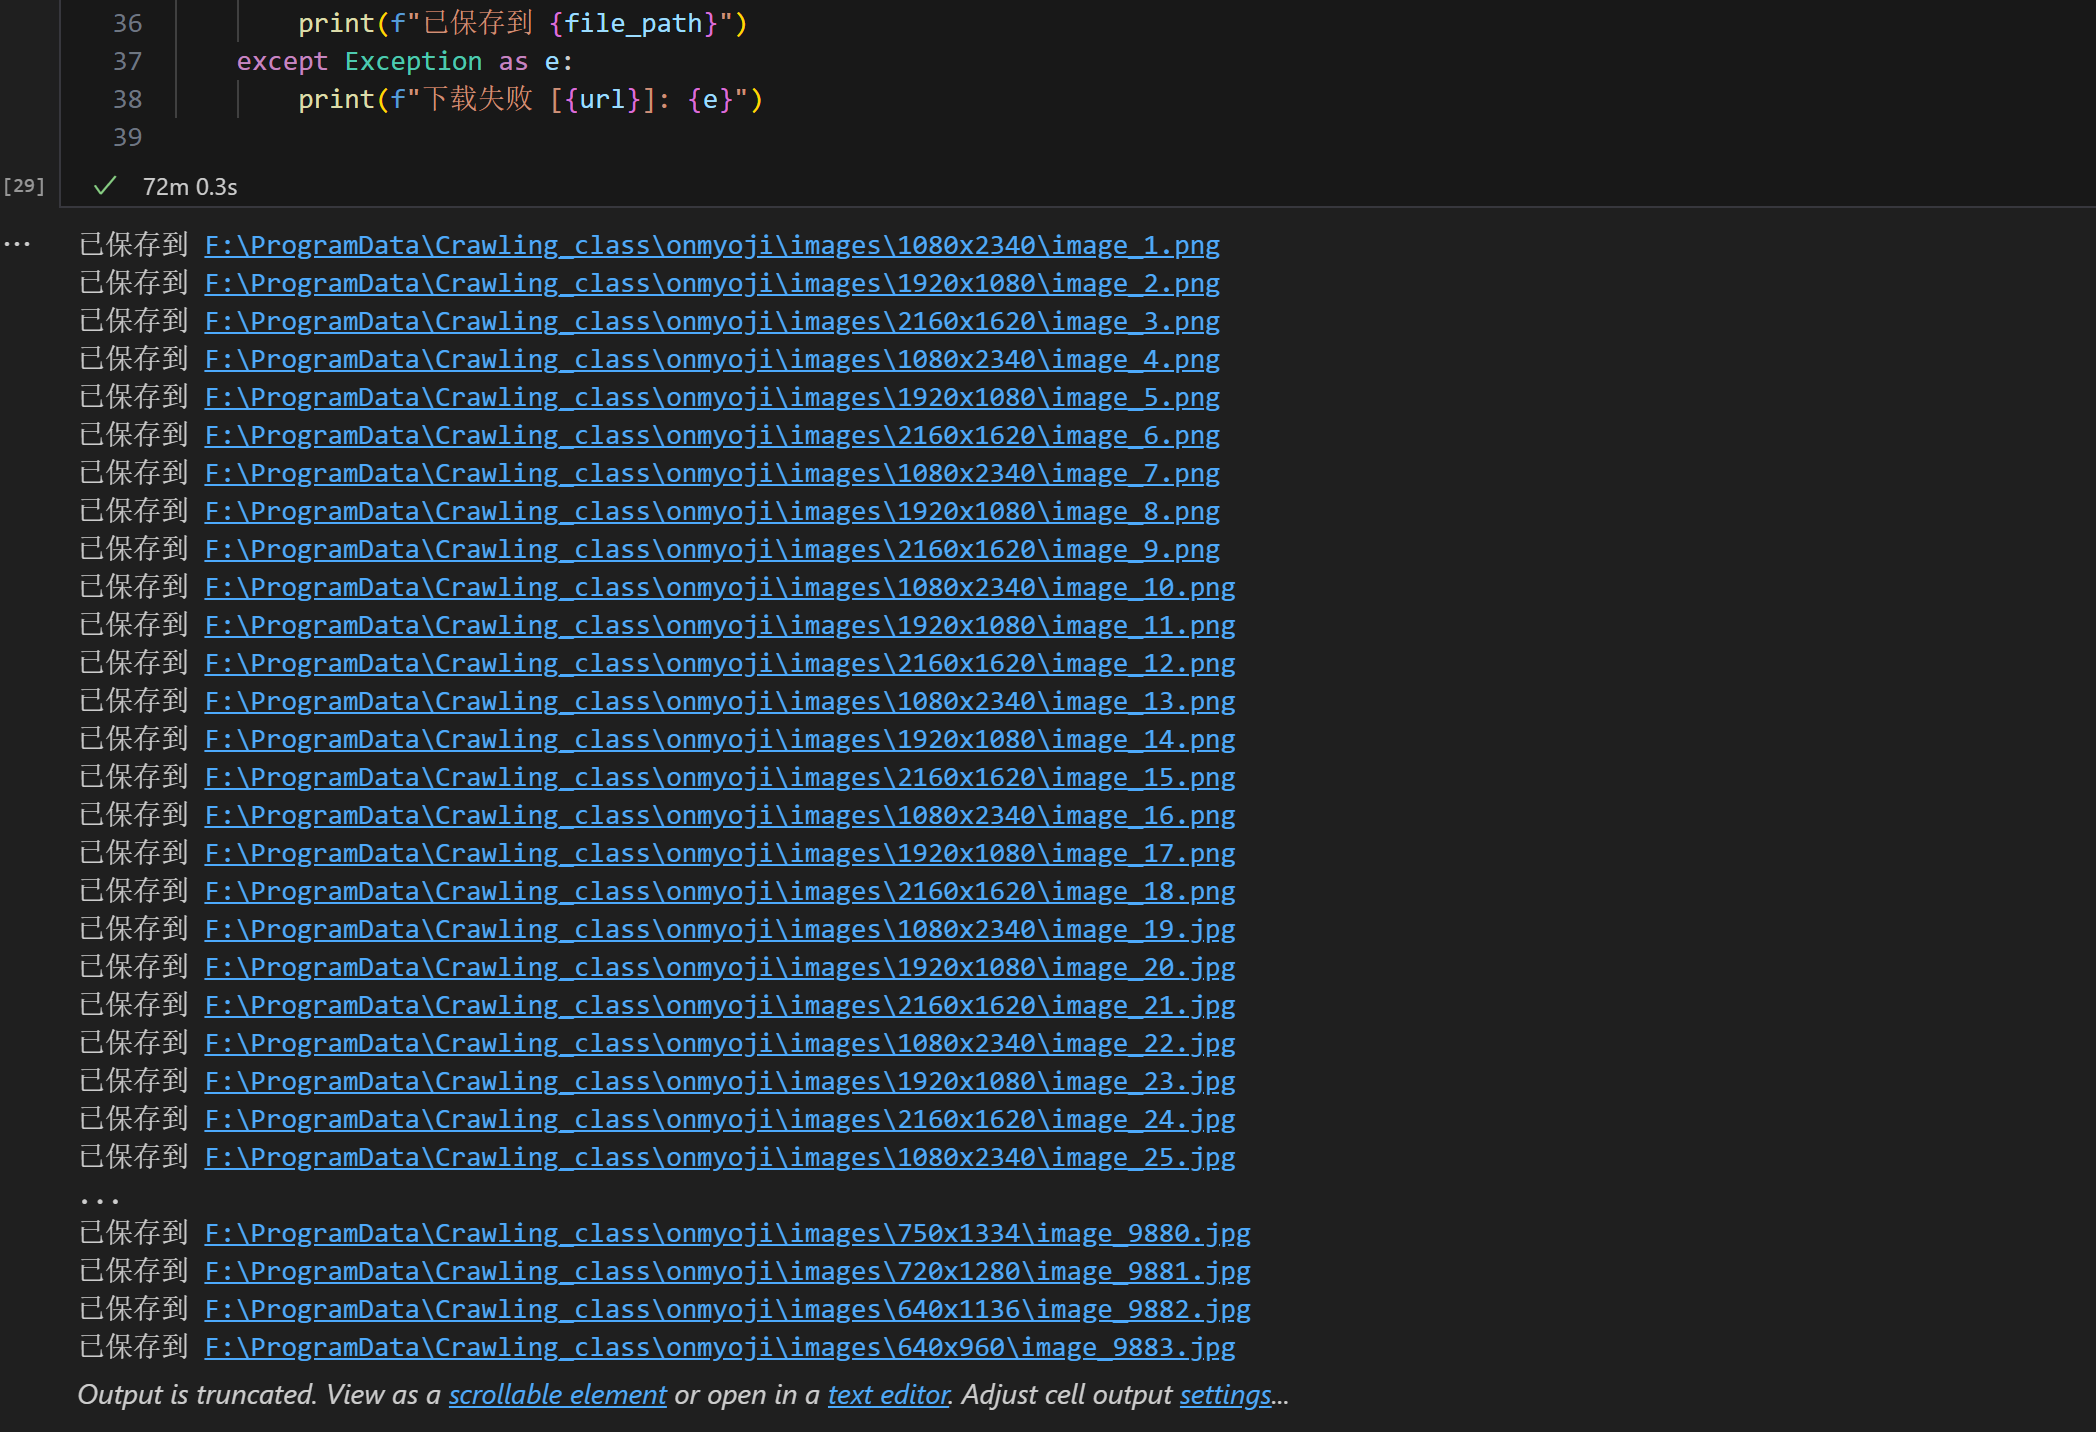 36 print(f"已保存到 {file_path}")
37 except Exception as e:
38 print(f"下载失败 [{url}]: {e}")
39
[29] ✓ 72m 0.3s
... 已保存到 F:\ProgramData\Crawling_class\onmyoji\images\1080x2340\image_1.png
已保存到 F:\ProgramData\Crawling_class\onmyoji\images\1920x1080\image_2.png
已保存到 F:\ProgramData\Crawling_class\onmyoji\images\2160x1620\image_3.png
已保存到 F:\ProgramData\Crawling_class\onmyoji\images\1080x2340\image_4.png
已保存到 F:\ProgramData\Crawling_class\onmyoji\images\1920x1080\image_5.png
已保存到 F:\ProgramData\Crawling_class\onmyoji\images\2160x1620\image_6.png
已保存到 F:\ProgramData\Crawling_class\onmyoji\images\1080x2340\image_7.png
已保存到 F:\ProgramData\Crawling_class\onmyoji\images\1920x1080\image_8.png
已保存到 F:\ProgramData\Crawling_class\onmyoji\images\2160x1620\image_9.png
已保存到 F:\ProgramData\Crawling_class\onmyoji\images\1080x2340\image_10.png
已保存到 F:\ProgramData\Crawling_class\onmyoji\images\1920x1080\image_11.png
已保存到 F:\ProgramData\Crawling_class\onmyoji\images\2160x1620\image_12.png
已保存到 F:\ProgramData\Crawling_class\onmyoji\images\1080x2340\image_13.png
已保存到 F:\ProgramData\Crawling_class\onmyoji\images\1920x1080\image_14.png
已保存到 F:\ProgramData\Crawling_class\onmyoji\images\2160x1620\image_15.png
已保存到 F:\ProgramData\Crawling_class\onmyoji\images\1080x2340\image_16.png
已保存到 F:\ProgramData\Crawling_class\onmyoji\images\1920x1080\image_17.png
已保存到 F:\ProgramData\Crawling_class\onmyoji\images\2160x1620\image_18.png
已保存到 F:\ProgramData\Crawling_class\onmyoji\images\1080x2340\image_19.jpg
已保存到 F:\ProgramData\Crawling_class\onmyoji\images\1920x1080\image_20.jpg
已保存到 F:\ProgramData\Crawling_class\onmyoji\images\2160x1620\image_21.jpg
已保存到 F:\ProgramData\Crawling_class\onmyoji\images\1080x2340\image_22.jpg
已保存到 F:\ProgramData\Crawling_class\onmyoji\images\1920x1080\image_23.jpg
已保存到 F:\ProgramData\Crawling_class\onmyoji\images\2160x1620\image_24.jpg
已保存到 F:\ProgramData\Crawling_class\onmyoji\images\1080x2340\image_25.jpg
...
已保存到 F:\ProgramData\Crawling_class\onmyoji\images\750x1334\image_9880.jpg
已保存到 F:\ProgramData\Crawling_class\onmyoji\images\720x1280\image_9881.jpg
已保存到 F:\ProgramData\Crawling_class\onmyoji\images\640x1136\image_9882.jpg
已保存到 F:\ProgramData\Crawling_class\onmyoji\images\640x960\image_9883.jpg
Output is truncated. View as a scrollable element or open in a text editor. Adjust cell output settings...